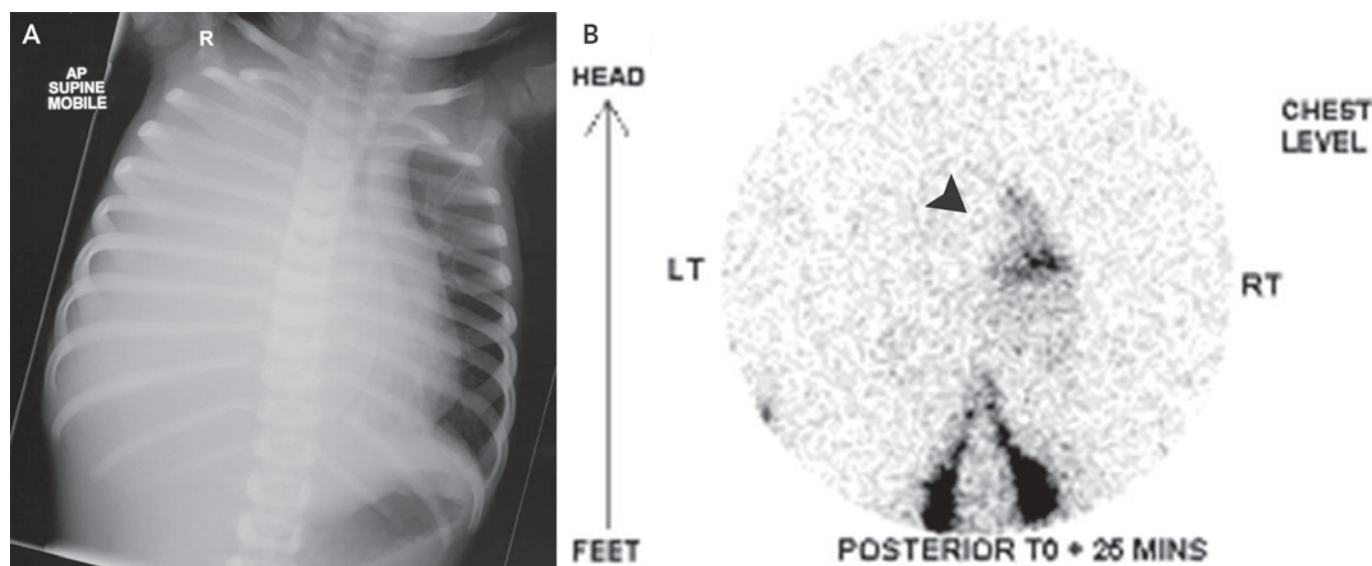 A
R
AP
SUPINE
MOBILE
B
HEAD
CHEST
LEVEL
LT
RT
FEET
POSTERIOR T0 + 25 MINS